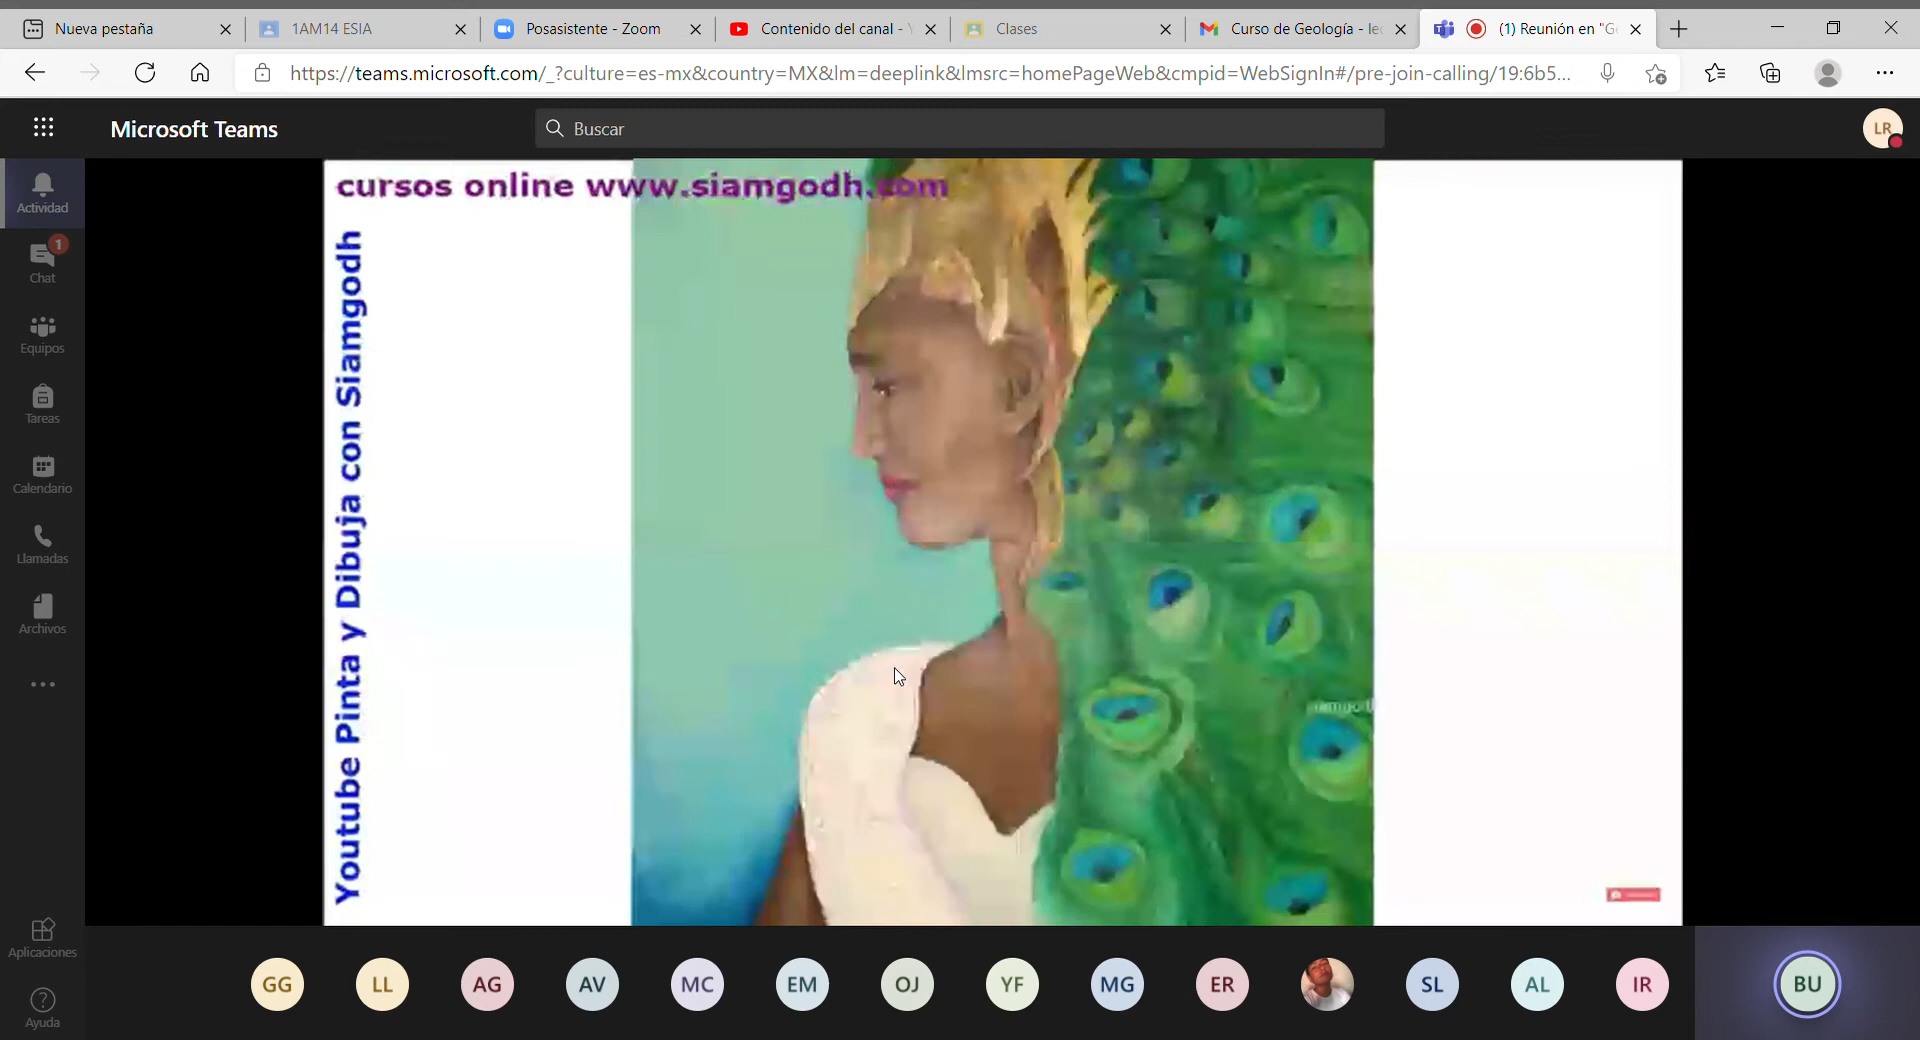 Nueva pestaña
1AM14 ESIA
Posasistente - Zoom
Contenido del canal - Y
Clases
Curso de Geología - lec
(1) Reunión en "Ge
https://teams.microsoft.com/_?culture=es-mx&country=MX&lm=deeplink&lmsrc=homePageWeb&cmpid=WebSignIn#/pre-join-calling/19:6b5...
Microsoft Teams
Buscar
LR
Actividad
1
Chat
Equipos
Tareas
Calendario
Llamadas
Archivos
Aplicaciones
Ayuda
cursos online www.siamgodh.com
Youtube Pinta y Dibuja con Siamgodh
siamgodh
GG
LL
AG
AV
MC
EM
OJ
YF
MG
ER
SL
AL
IR
BU